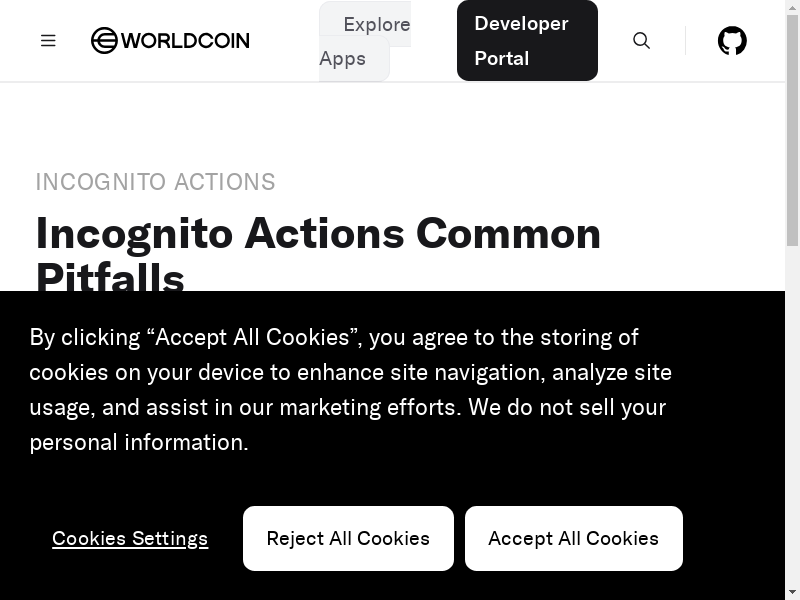 WORLDCOIN
Explore
Apps
Developer
Portal
INCOGNITO ACTIONS
Incognito Actions Common
Pitfalls
By clicking “Accept All Cookies”, you agree to the storing of
cookies on your device to enhance site navigation, analyze site
usage, and assist in our marketing efforts. We do not sell your
personal information.
Cookies Settings
Reject All Cookies
Accept All Cookies